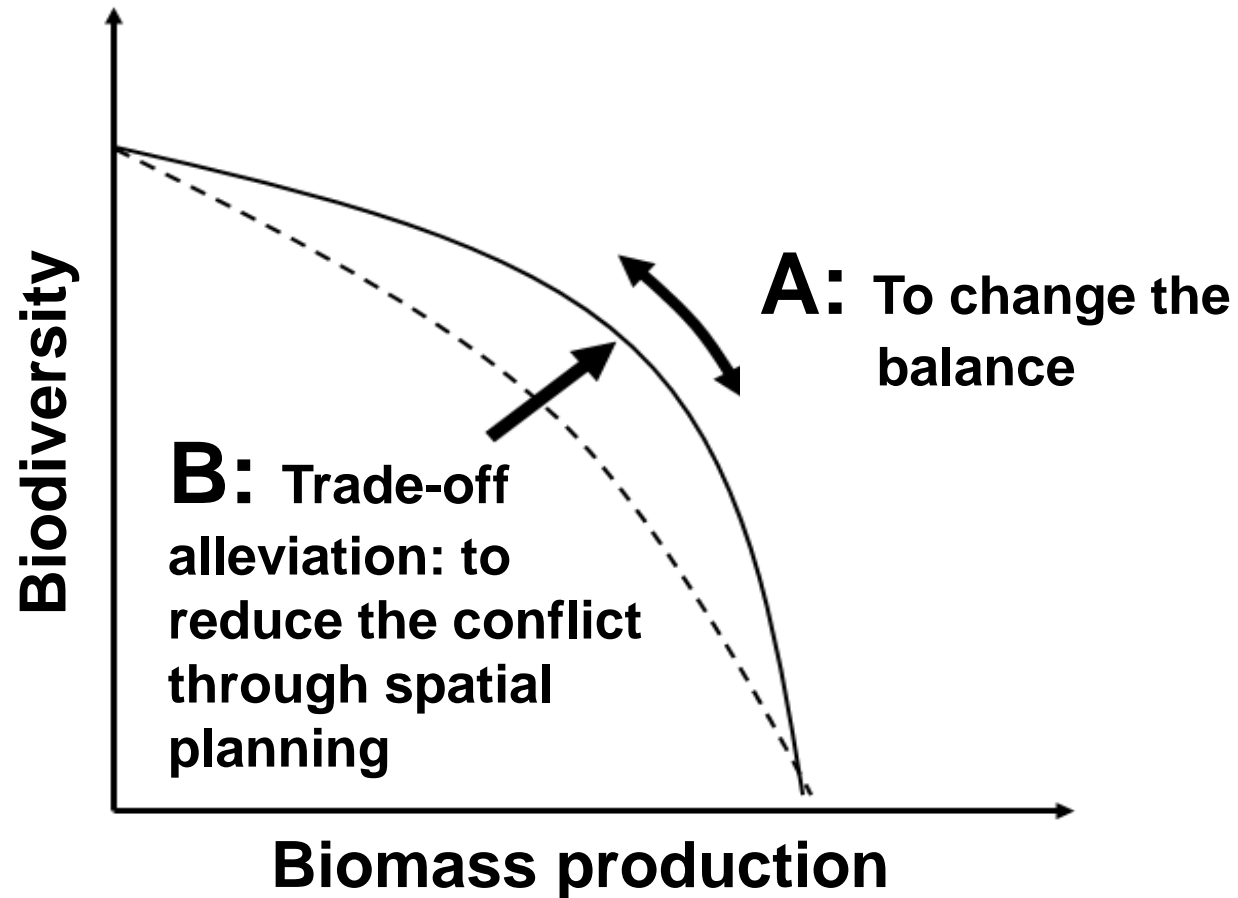 Biodiversity
A: To change the
balance
B: Trade-off
alleviation: to
reduce the conflict
through spatial
planning
Biomass production